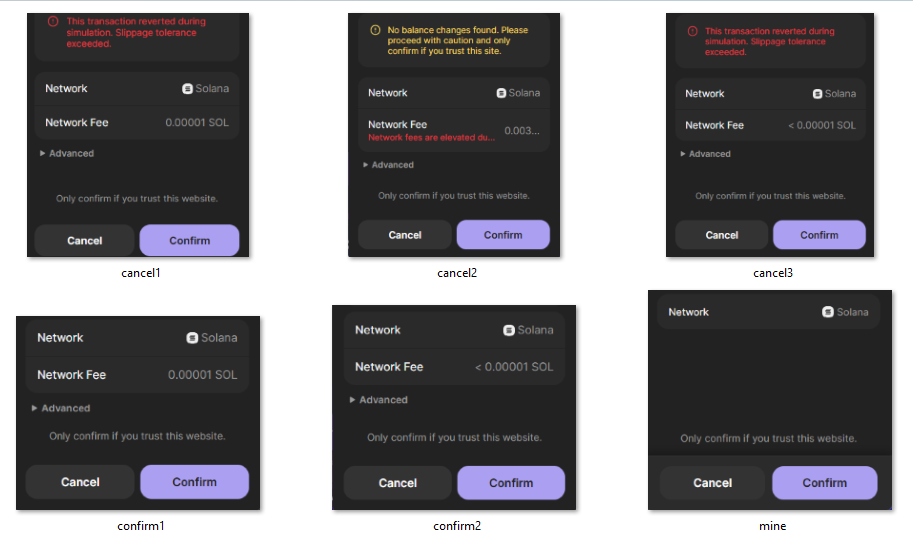 This transaction reverted during
simulation. Slippage tolerance
exceeded.
Network
Solana
Network Fee
0.00001 SOL
Advanced
Only confirm if you trust this website.
Cancel
Confirm
cancel1
No balance changes found. Please
proceed with caution and only
confirm if you trust this site.
Network
Solana
Network Fee
0.003...
Network fees are elevated du...
Advanced
Only confirm if you trust this website.
Cancel
Confirm
cancel2
This transaction reverted during
simulation. Slippage tolerance
exceeded.
Network
Solana
Network Fee
< 0.00001 SOL
Advanced
Only confirm if you trust this website.
Cancel
Confirm
cancel3
Network
Solana
Network Fee
0.00001 SOL
Advanced
Only confirm if you trust this website.
Cancel
Confirm
confirm1
Network
Solana
Network Fee
< 0.00001 SOL
Advanced
Only confirm if you trust this website.
Cancel
Confirm
confirm2
Network
Solana
Only confirm if you trust this website.
Cancel
Confirm
mine